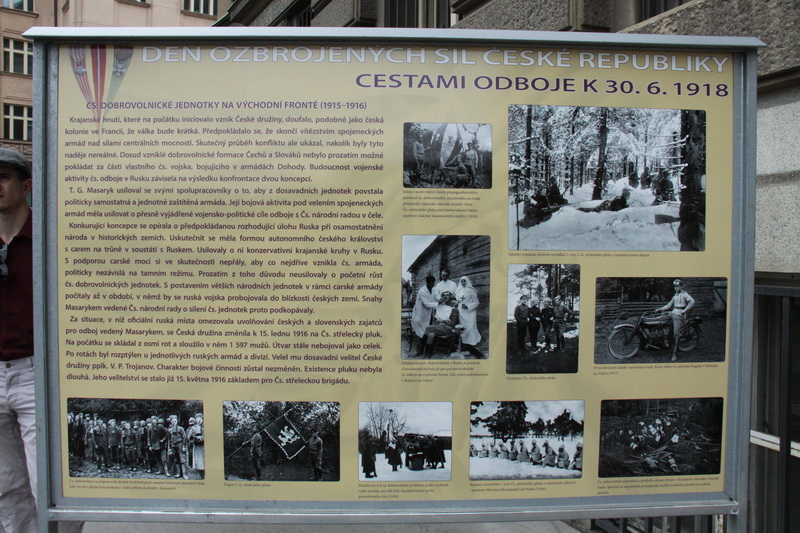 DEN OZBROJENÝCH SIL ČESKÉ REPUBLIKY
CESTAMI ODBOJE K 30. 6. 1918
ČS. DOBROVOLNICKÉ JEDNOTKY NA VÝCHODNÍ FRONTĚ (1915–1916)
Krajanské hnutí, které na počátku iniciovalo vznik České družiny, doufalo, podobně jako česká
kolonie ve Francii, že válka bude krátká. Předpokládalo se, že skončí vítězstvím spojeneckých
armád nad silami centrálních mocností. Skutečný průběh konfliktu ale ukázal, nakolik byly tyto
naděje nereálné. Dosud vzniklé dobrovolnické formace Čechů a Slováků nebylo prozatím možné
pokládat za části vlastního čs. vojska, bojujícího v armádách Dohody. Budoucnost vojenské
aktivity čs. odboje v Rusku závisela na výsledku konfrontace dvou koncepcí.
T. G. Masaryk usiloval se svými spolupracovníky o to, aby z dosavadních jednotek povstala
politicky samostatná a jednotně zaštítěná armáda. Její bojová aktivita pod velením spojeneckých
armád měla usilovat o přesně vyjádřené vojensko-politické cíle odboje s Čs. národní radou v čele.
Konkurující koncepce se opírala o předpokládanou rozhodující úlohu Ruska při osamostatnění
národa v historických zemích. Uskutečnit se měla formou autonomního českého království
s carem na trůně v soustátí s Ruskem. Usilovaly o ni konzervativní krajanské kruhy v Rusku.
S podporou carské moci si ve skutečnosti nepřály, aby co nejdříve vznikla čs. armáda,
politicky nezávislá na tamním režimu. Prozatím z toho důvodu neusilovaly o početní růst
čs. dobrovolnických jednotek. S postavením větších národních jednotek v rámci carské armády
počítaly až v období, v němž by se ruská vojska probojovala do blízkosti českých zemí. Snahy
Masarykem vedené Čs. národní rady o sílení čs. jednotek proto podkopávaly.
Za situace, v níž oficiální ruská místa omezovala uvolňování českých a slovenských zajatců
pro odboj vedený Masarykem, se Česká družina změnila k 15. lednu 1916 na Čs. střelecký pluk.
Na počátku se skládal z osmi rot a sloužilo v něm 1 597 mužů. Útvar stále nebojoval jako celek.
Po rotách byl rozptýlen u jednotlivých ruských armád a divizí. Velel mu dosavadní velitel České
družiny pplk. V. P. Trojanov. Charakter bojové činnosti zůstal nezměněn. Existence pluku nebyla
dlouhá. Jeho velitelství se stalo již 15. května 1916 základem pro Čs. střeleckou brigádu.